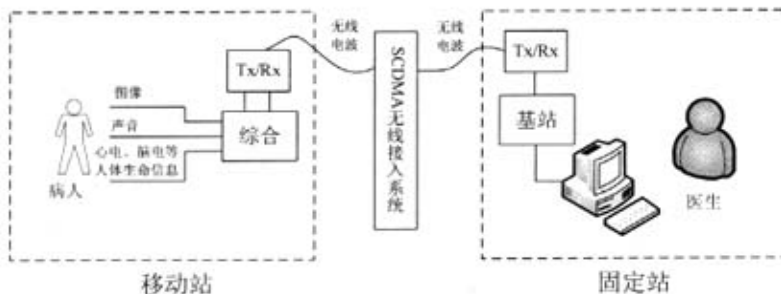 无线
电波
无线
电波
Tx/Rx
SCDMA无线接入系统
Tx/Rx
图像
声音
综合
心电、脑电等
人体生命信息
病人
基站
医生
移动站
固定站